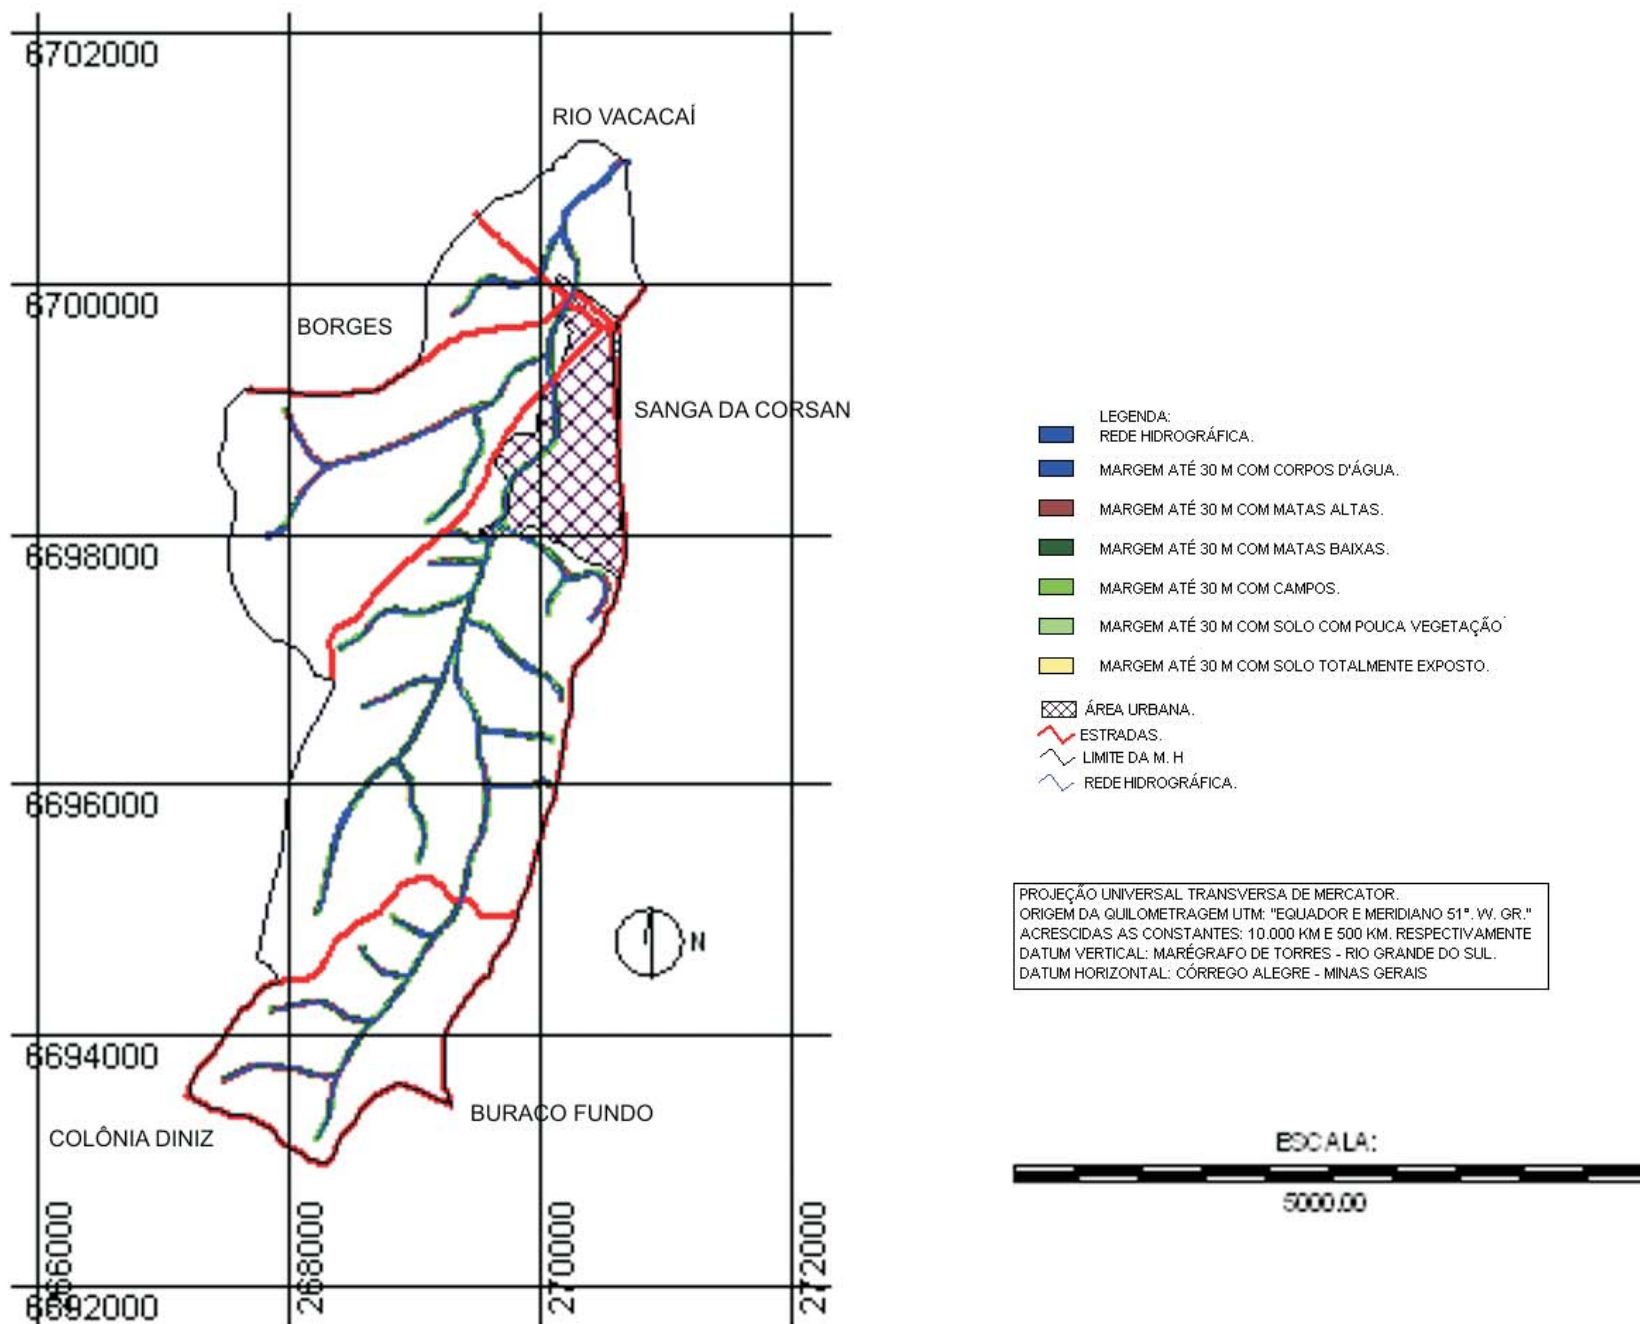 6702000
RIO VACACAÍ
6700000
BORGES
SANGA DA CORSAN
6698000
6696000
N
6694000
BURACO FUNDO
COLÔNIA DINIZ
6692000
268000
270000
272000
LEGENDA:
REDE HIDROGRÁFICA.
MARGEM ATÉ 30 M COM CORPOS D'ÁGUA.
MARGEM ATÉ 30 M COM MATAS ALTAS.
MARGEM ATÉ 30 M COM MATAS BAIXAS.
MARGEM ATÉ 30 M COM CAMPOS.
MARGEM ATÉ 30 M COM SOLO COM POUCA VEGETAÇÃO
MARGEM ATÉ 30 M COM SOLO TOTALMENTE EXPOSTO.
ÁREA URBANA.
ESTRADAS.
LIMITE DA M. H
REDE HIDROGRÁFICA.
PROJEÇÃO UNIVERSAL TRANSVERSA DE MERCATOR.
ORIGEM DA QUILOMETRAGEM UTM: "EQUADOR E MERIDIANO 51°. W. GR."
ACRESCIDAS AS CONSTANTES: 10.000 KM E 500 KM. RESPECTIVAMENTE
DATUM VERTICAL: MARÉGRAFO DE TORRES - RIO GRANDE DO SUL.
DATUM HORIZONTAL: CÓRREGO ALEGRE - MINAS GERAIS
ESCALA:
5000.00